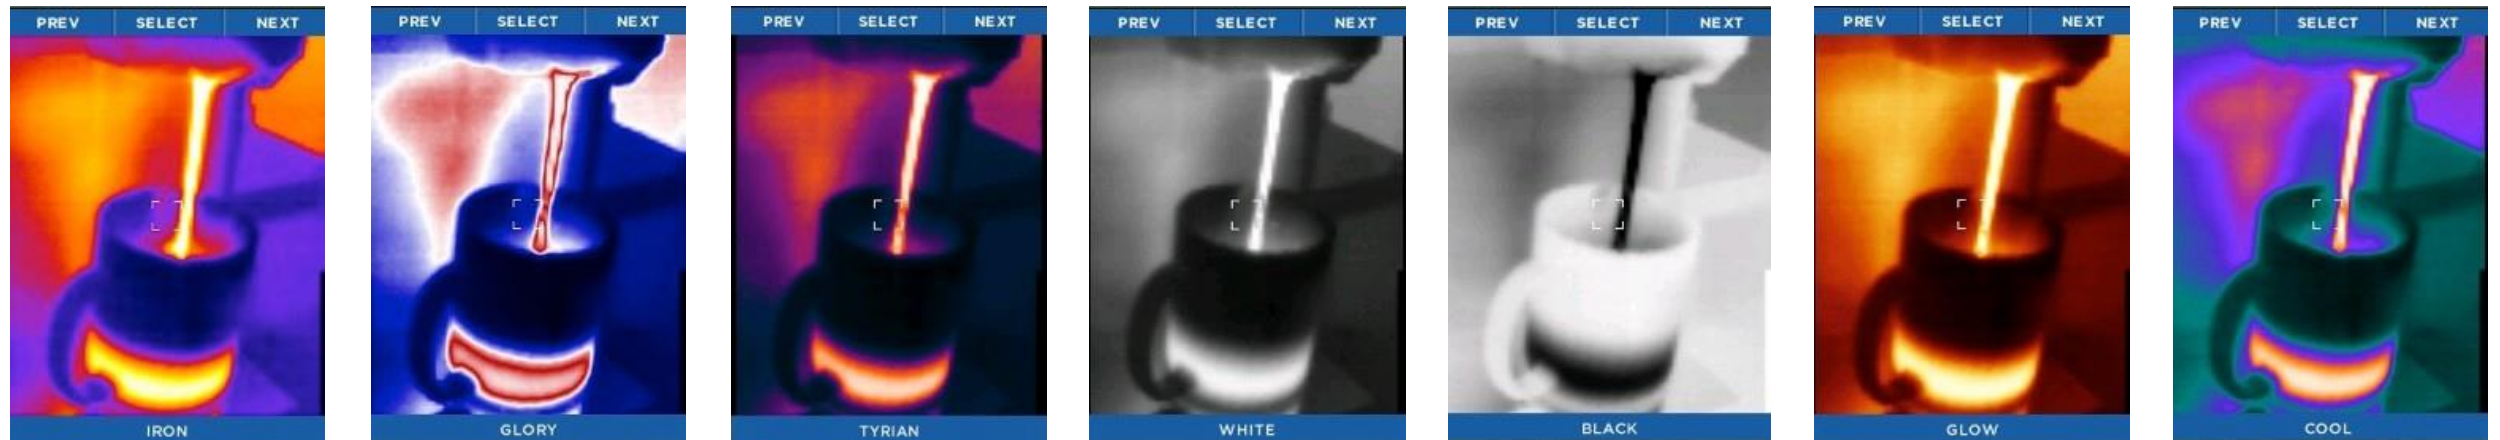 PREV SELECT NEXT
IRON
PREV SELECT NEXT
GLORY
PREV SELECT NEXT
TYRIAN
PREV SELECT NEXT
WHITE
PREV SELECT NEXT
BLACK
PREV SELECT NEXT
GLOW
PREV SELECT NEXT
COOL